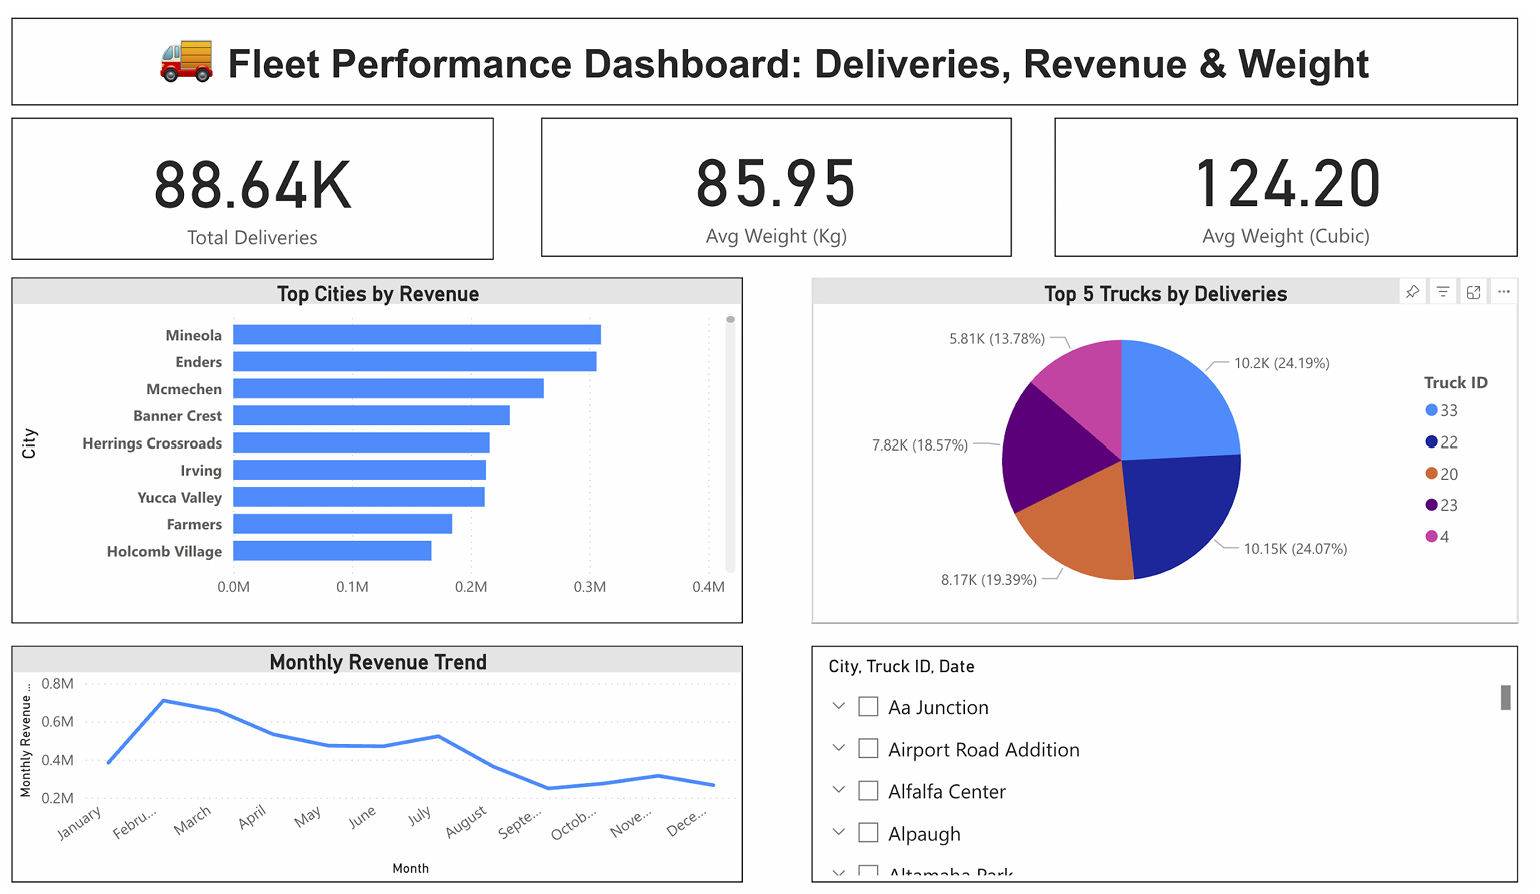 Fleet Performance Dashboard: Deliveries, Revenue & Weight
88.64K
Total Deliveries
85.95
Avg Weight (Kg)
124.20
Avg Weight (Cubic)
Top Cities by Revenue
City
Mineola
Enders
Mcmechen
Banner Crest
Herrings Crossroads
Irving
Yucca Valley
Farmers
Holcomb Village
0.0M 0.1M 0.2M 0.3M 0.4M
Top 5 Trucks by Deliveries
5.81K (13.78%)
10.2K (24.19%)
7.82K (18.57%)
10.15K (24.07%)
8.17K (19.39%)
Truck ID
33
22
20
23
4
Monthly Revenue Trend
Monthly Revenue ...
0.8M
0.6M
0.4M
0.2M
January Febru... March April May June July August Septe... Octob... Nove... Dece...
Month
City, Truck ID, Date
Aa Junction
Airport Road Addition
Alfalfa Center
Alpaugh
Altamaha Park